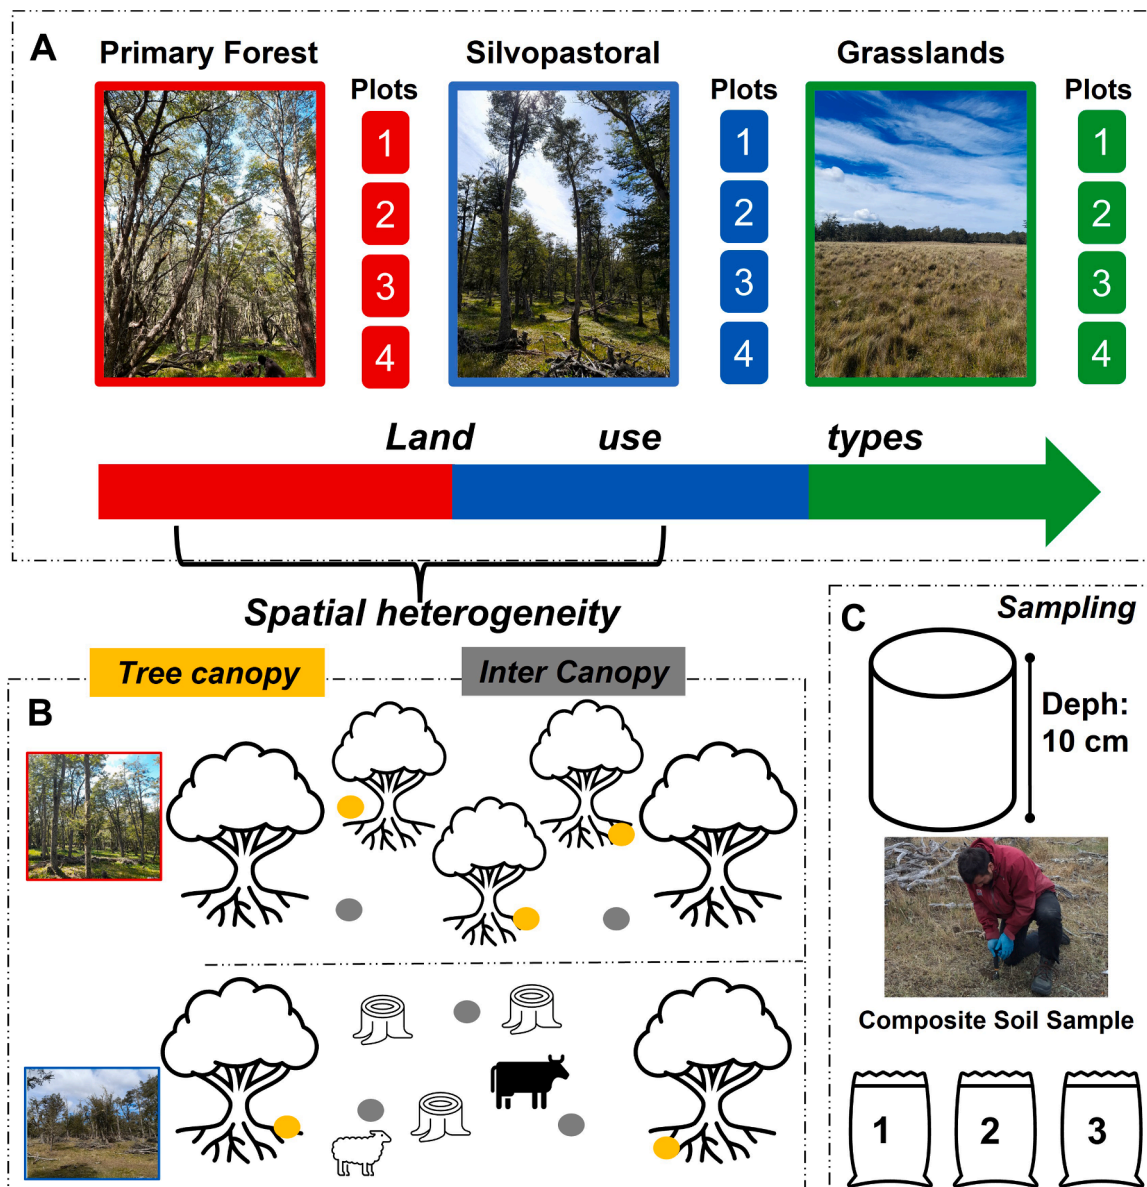 A
Primary Forest
Silvopastoral
Grasslands
Plots
1
2
3
4
Plots
1
2
3
4
Plots
1
2
3
4
Land use types
Spatial heterogeneity
Tree canopy
Inter Canopy
B
C
Sampling
Deph:
10 cm
Composite Soil Sample
1
2
3